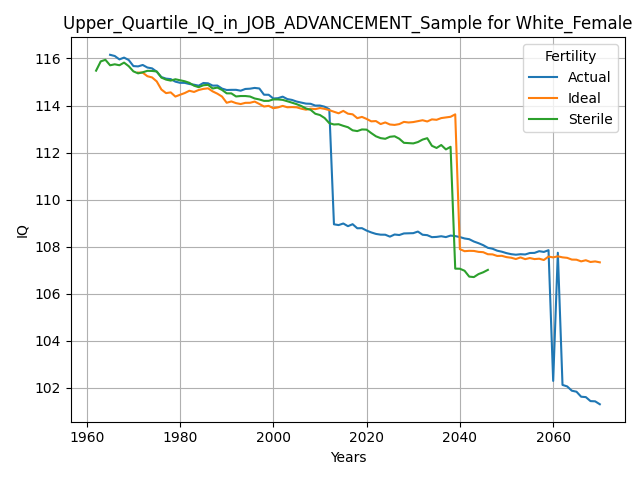 Upper_Quartile_IQ_in_JOB_ADVANCEMENT_Sample for White_Female
Fertility
Actual
Ideal
Sterile
116
114
112
110
108
106
104
102
IQ
1960 1980 2000 2020 2040 2060
Years